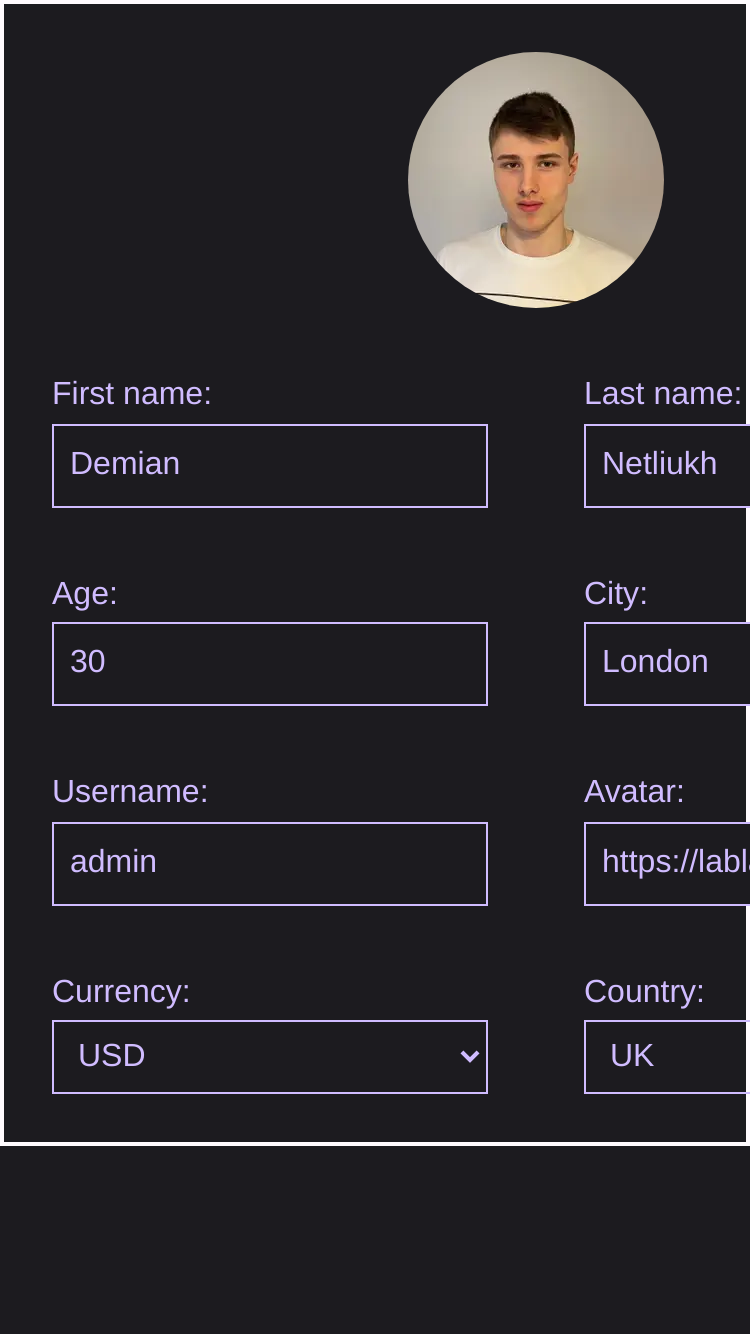 First name: Last name:
Demian Netliukh
Age: City:
30 London
Username: Avatar:
admin https://labl
Currency: Country:
USD UK